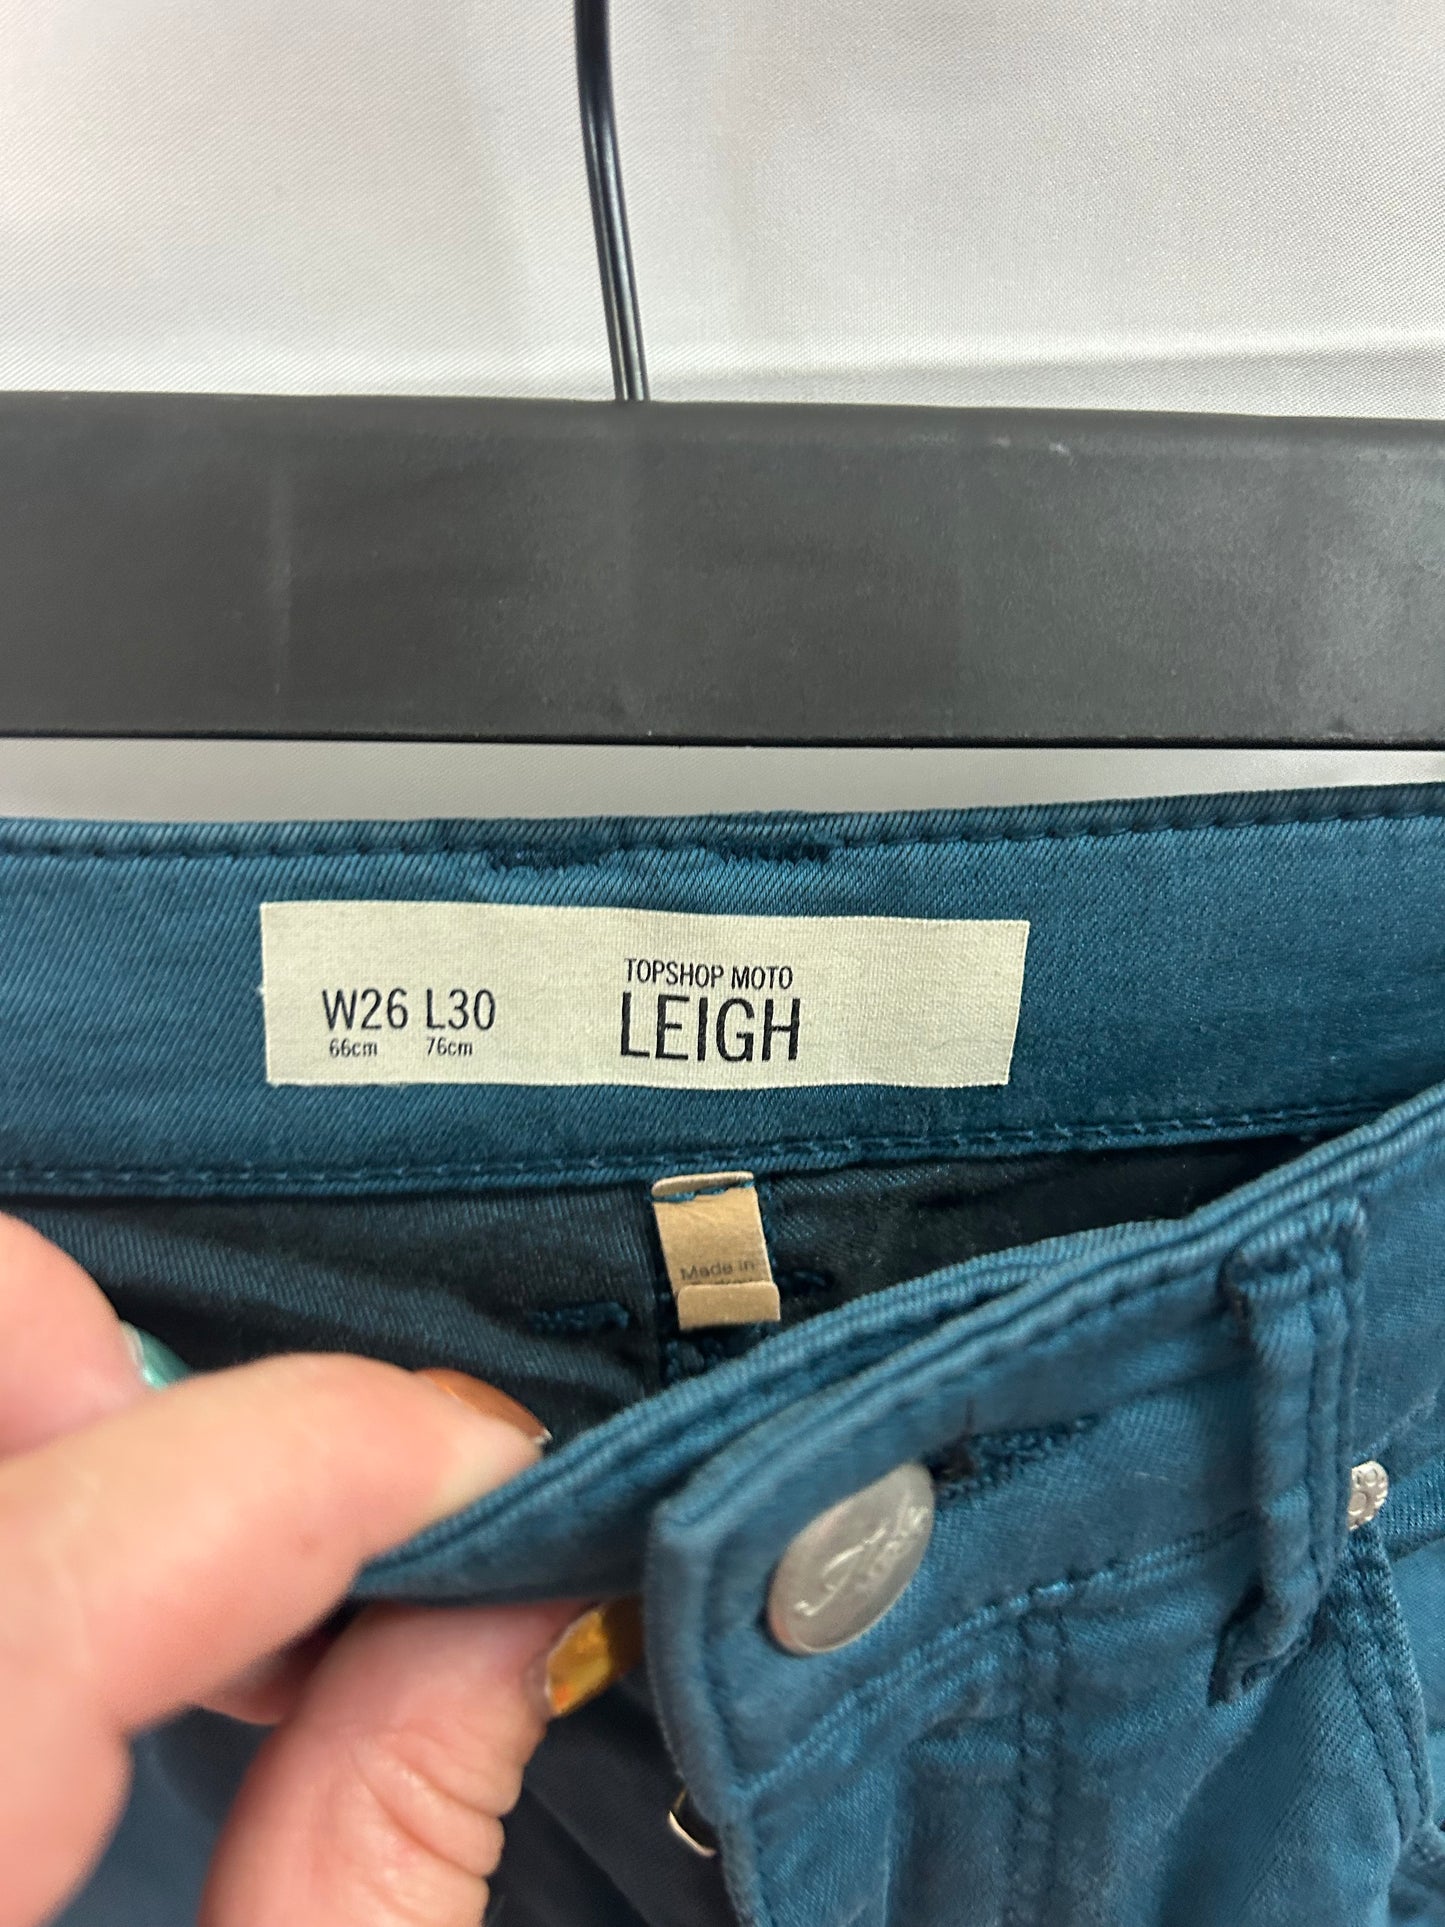 W26 L30
66cm 76cm
TOPSHOP MOTO
LEIGH
Made in